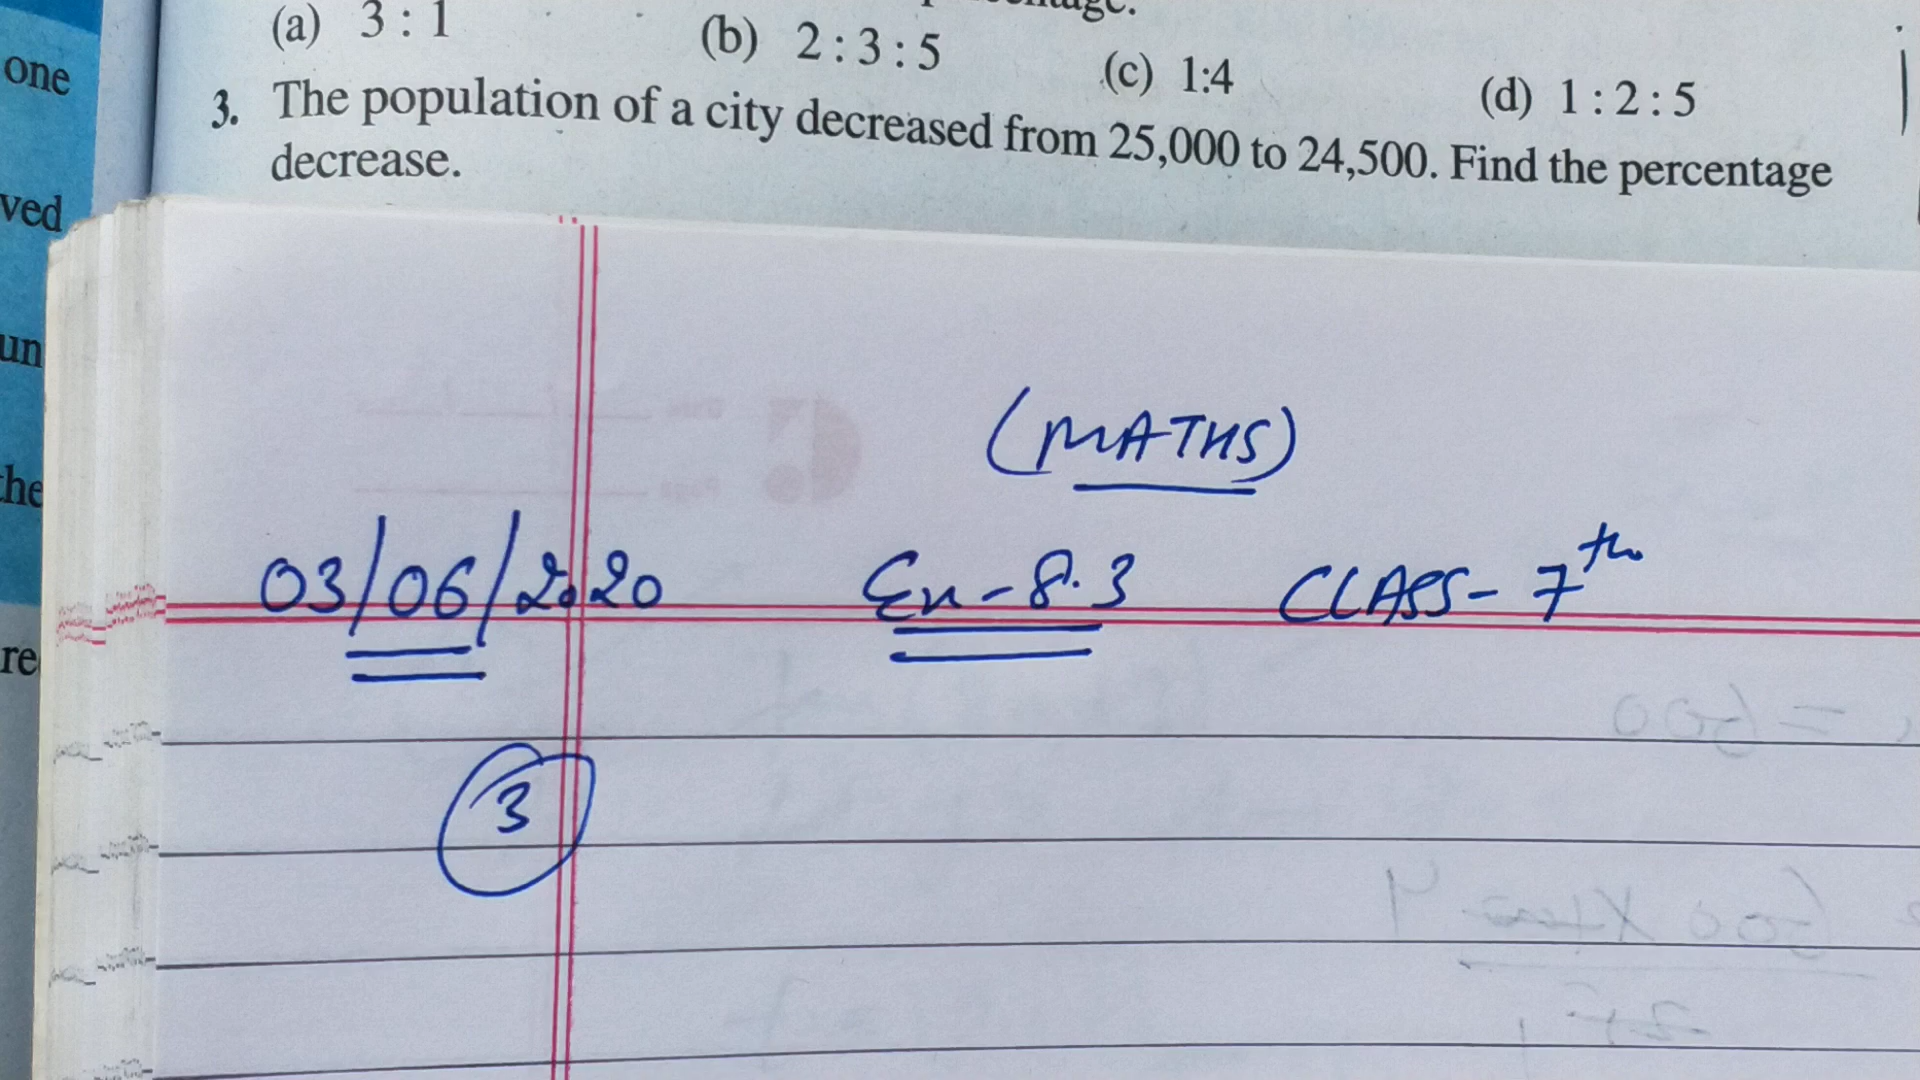 (a) 3 : 1 (b) 2 : 3 : 5 (c) 1:4 (d) 1 : 2 : 5
3. The population of a city decreased from 25,000 to 24,500. Find the percentage
decrease.
one
ved
un
the
re
(MATHS)
03/06/2020 Ex-8.3 CLASS-7th
3